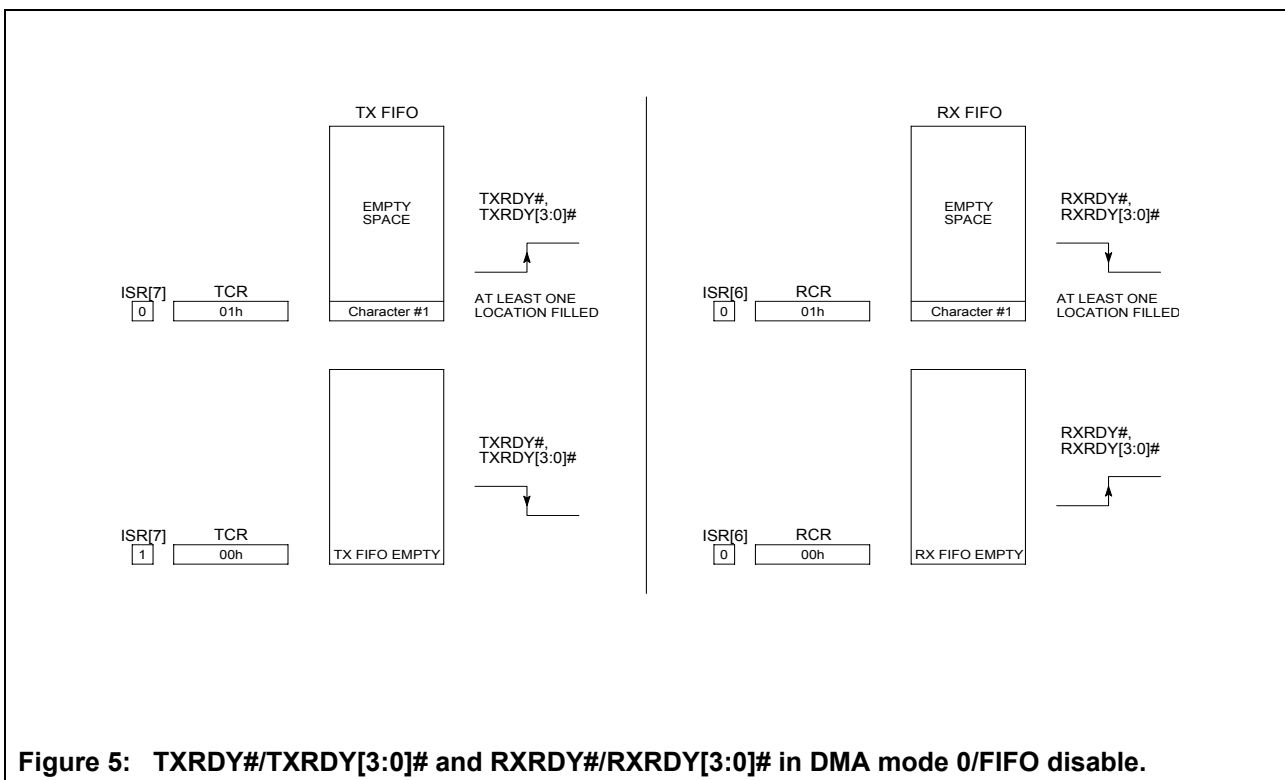 TX FIFO
EMPTY
SPACE
TXRDY#,
TXRDY[3:0]#
ISR[7] TCR
0 01h
Character #1
AT LEAST ONE
LOCATION FILLED
TXRDY#,
TXRDY[3:0]#
ISR[7] TCR
1 00h
TX FIFO EMPTY
RX FIFO
EMPTY
SPACE
RXRDY#,
RXRDY[3:0]#
ISR[6] RCR
0 01h
Character #1
AT LEAST ONE
LOCATION FILLED
RXRDY#,
RXRDY[3:0]#
ISR[6] RCR
0 00h
RX FIFO EMPTY
Figure 5: TXRDY#/TXRDY[3:0]# and RXRDY#/RXRDY[3:0]# in DMA mode 0/FIFO disable.